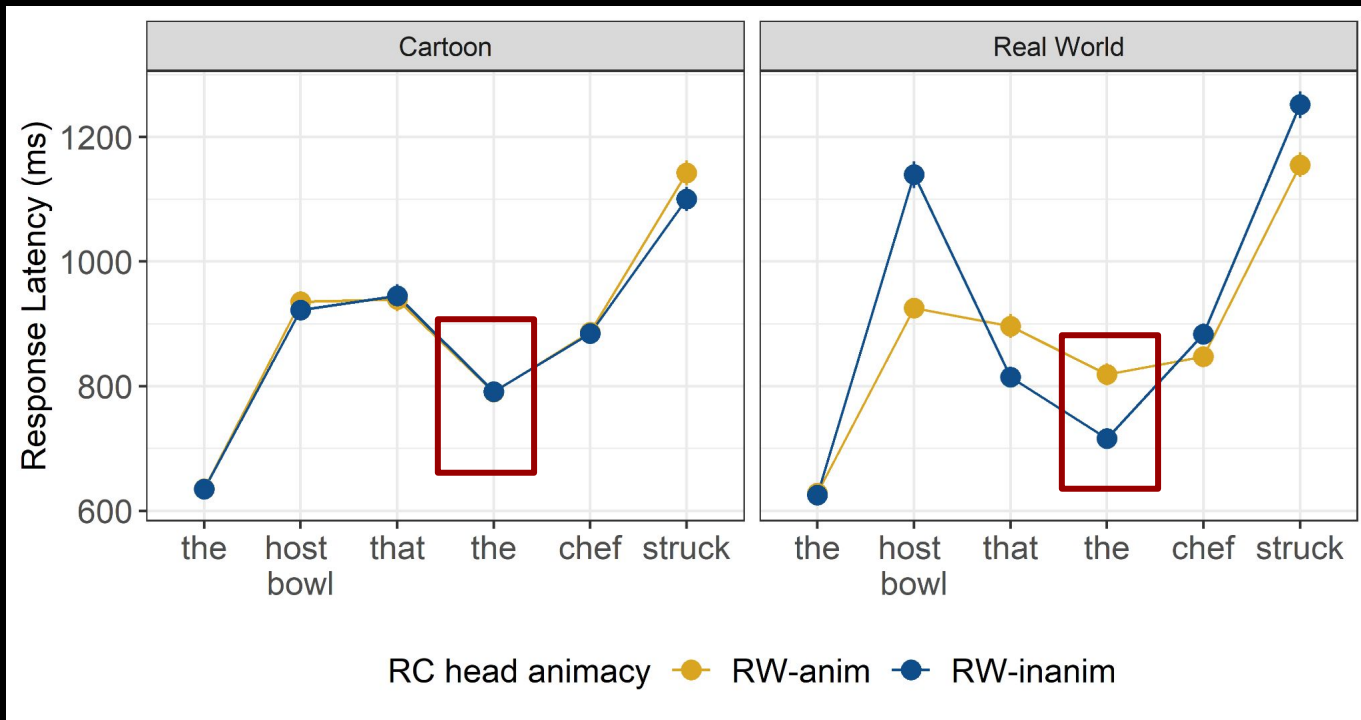 Cartoon
Real World
Response Latency (ms)
1200
1000
800
600
the host that the chef struck
bowl
the host that the chef struck
bowl
RC head animacy RW-anim RW-inanim